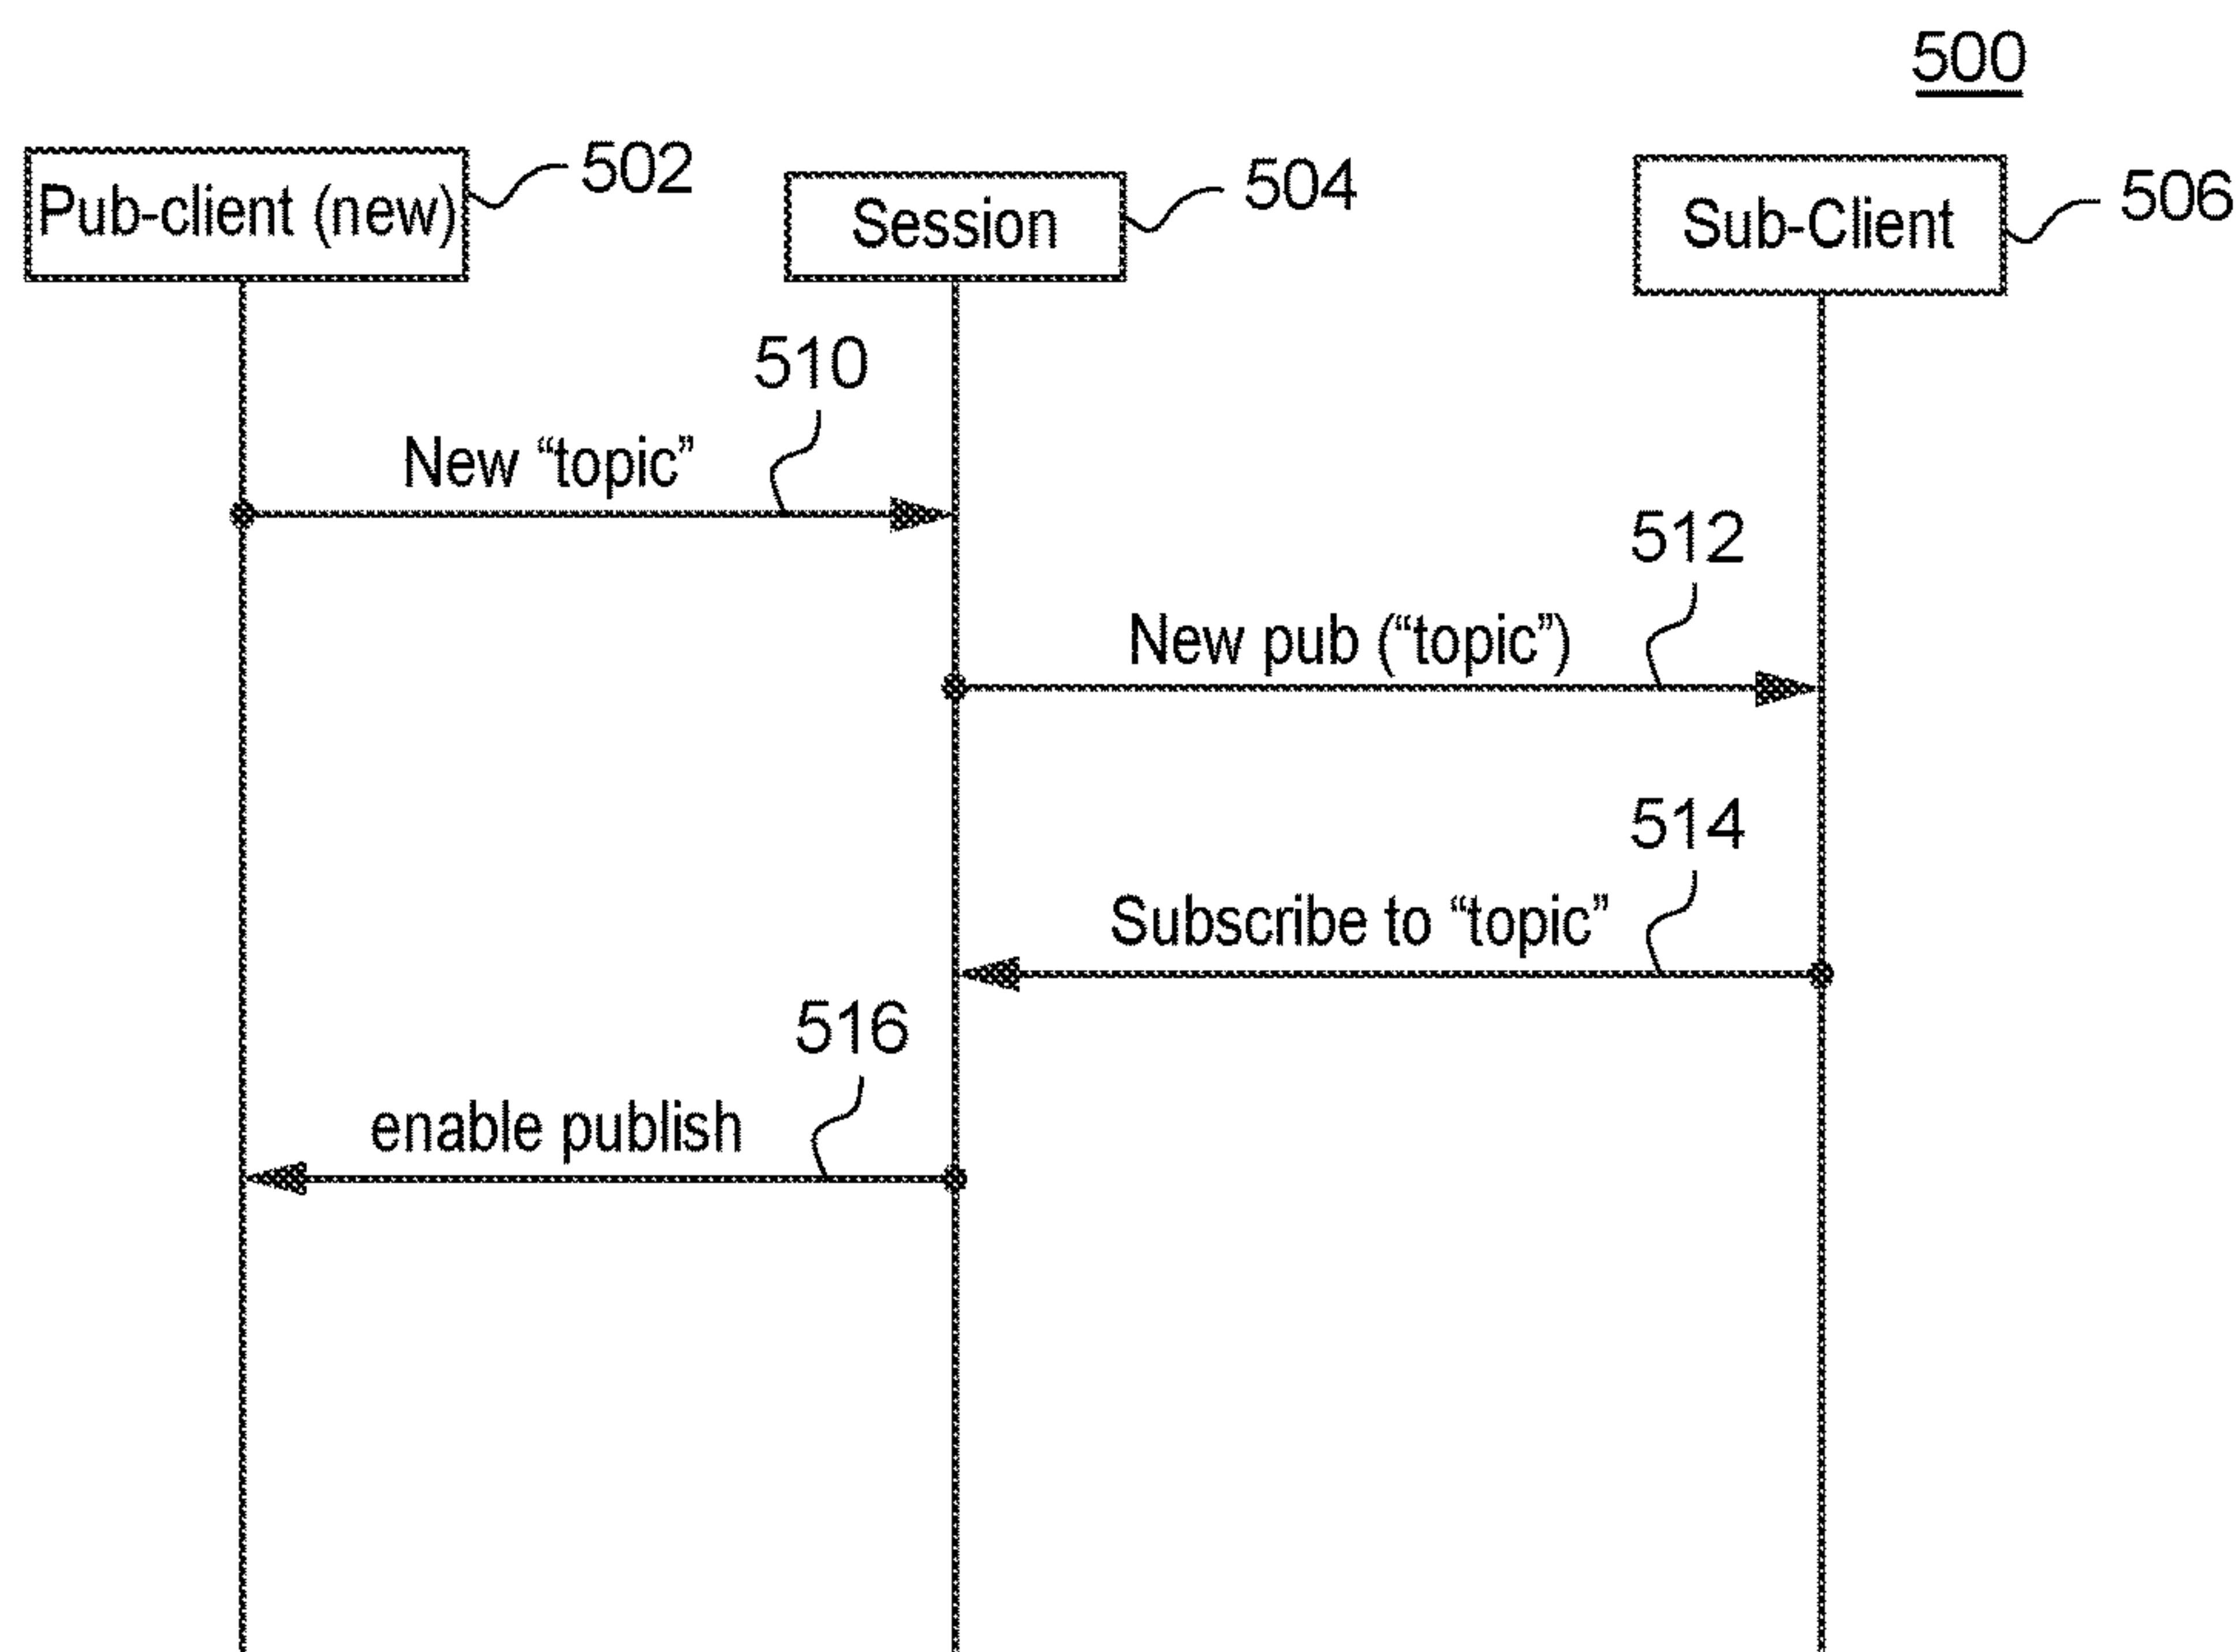 500
Pub-client (new)
502
Session
504
Sub-Client
506
510
New “topic”
512
New pub (“topic”)
514
Subscribe to “topic”
516
enable publish